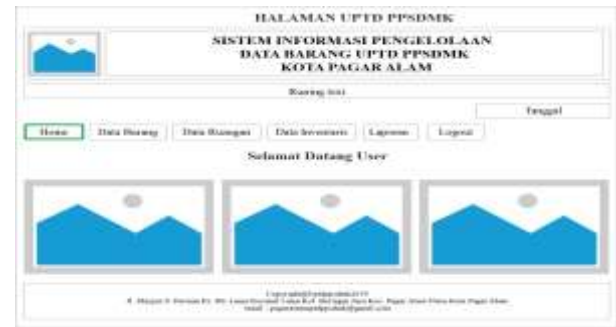 HALAMAN UPTD PPSDMK
SISTEM INFORMASI PENGELOLAAN
DATA BARANG UPTD PPSDMK
KOTA PAGAR ALAM
Runing text
Tanggal
Home Data Barang Data Ruangan Data Inventaris Laporan Logout
Selamat Datang User